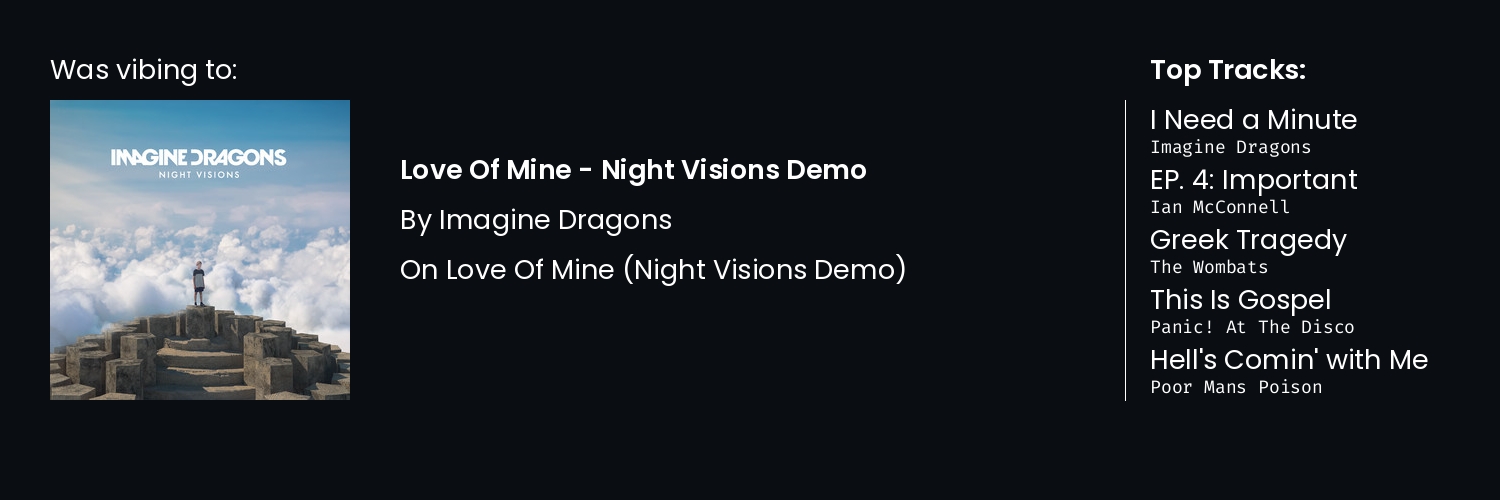 Was vibing to:
IMAGINE DRAGONS
NIGHT VISIONS
Love Of Mine - Night Visions Demo
By Imagine Dragons
On Love Of Mine (Night Visions Demo)
Top Tracks:
I Need a Minute
Imagine Dragons
EP. 4: Important
Ian McConnell
Greek Tragedy
The Wombats
This Is Gospel
Panic! At The Disco
Hell's Comin' with Me
Poor Mans Poison